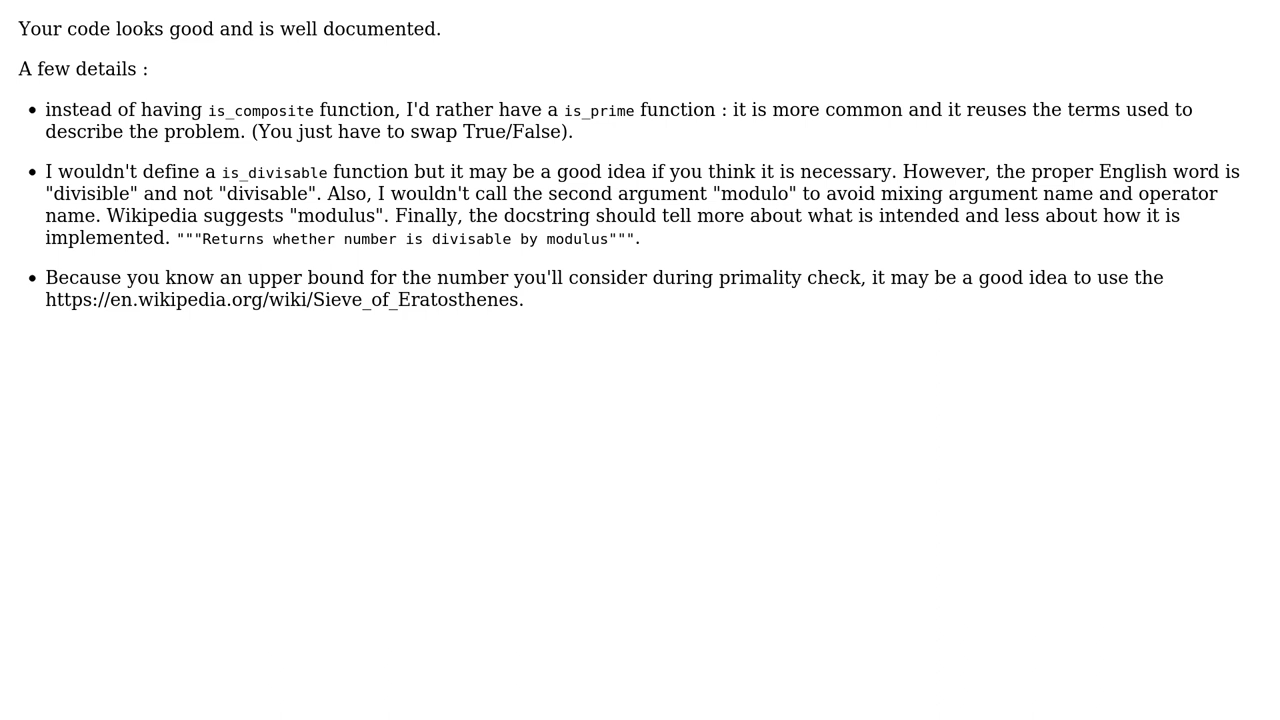 Your code looks good and is well documented.
A few details :
instead of having is_composite function, I'd rather have a is_prime function : it is more common and it reuses the terms used to
describe the problem. (You just have to swap True/False).
I wouldn't define a is_divisable function but it may be a good idea if you think it is necessary. However, the proper English word is
"divisible" and not "divisable". Also, I wouldn't call the second argument "modulo" to avoid mixing argument name and operator
name. Wikipedia suggests "modulus". Finally, the docstring should tell more about what is intended and less about how it is
implemented. """Returns whether number is divisable by modulus""".
Because you know an upper bound for the number you'll consider during primality check, it may be a good idea to use the
https://en.wikipedia.org/wiki/Sieve_of_Eratosthenes.